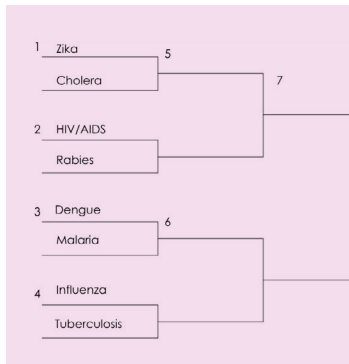 1 Zika
5
Cholera
7
2 HIV/AIDS
Rabies
3 Dengue
6
Malaria
4 Influenza
Tuberculosis